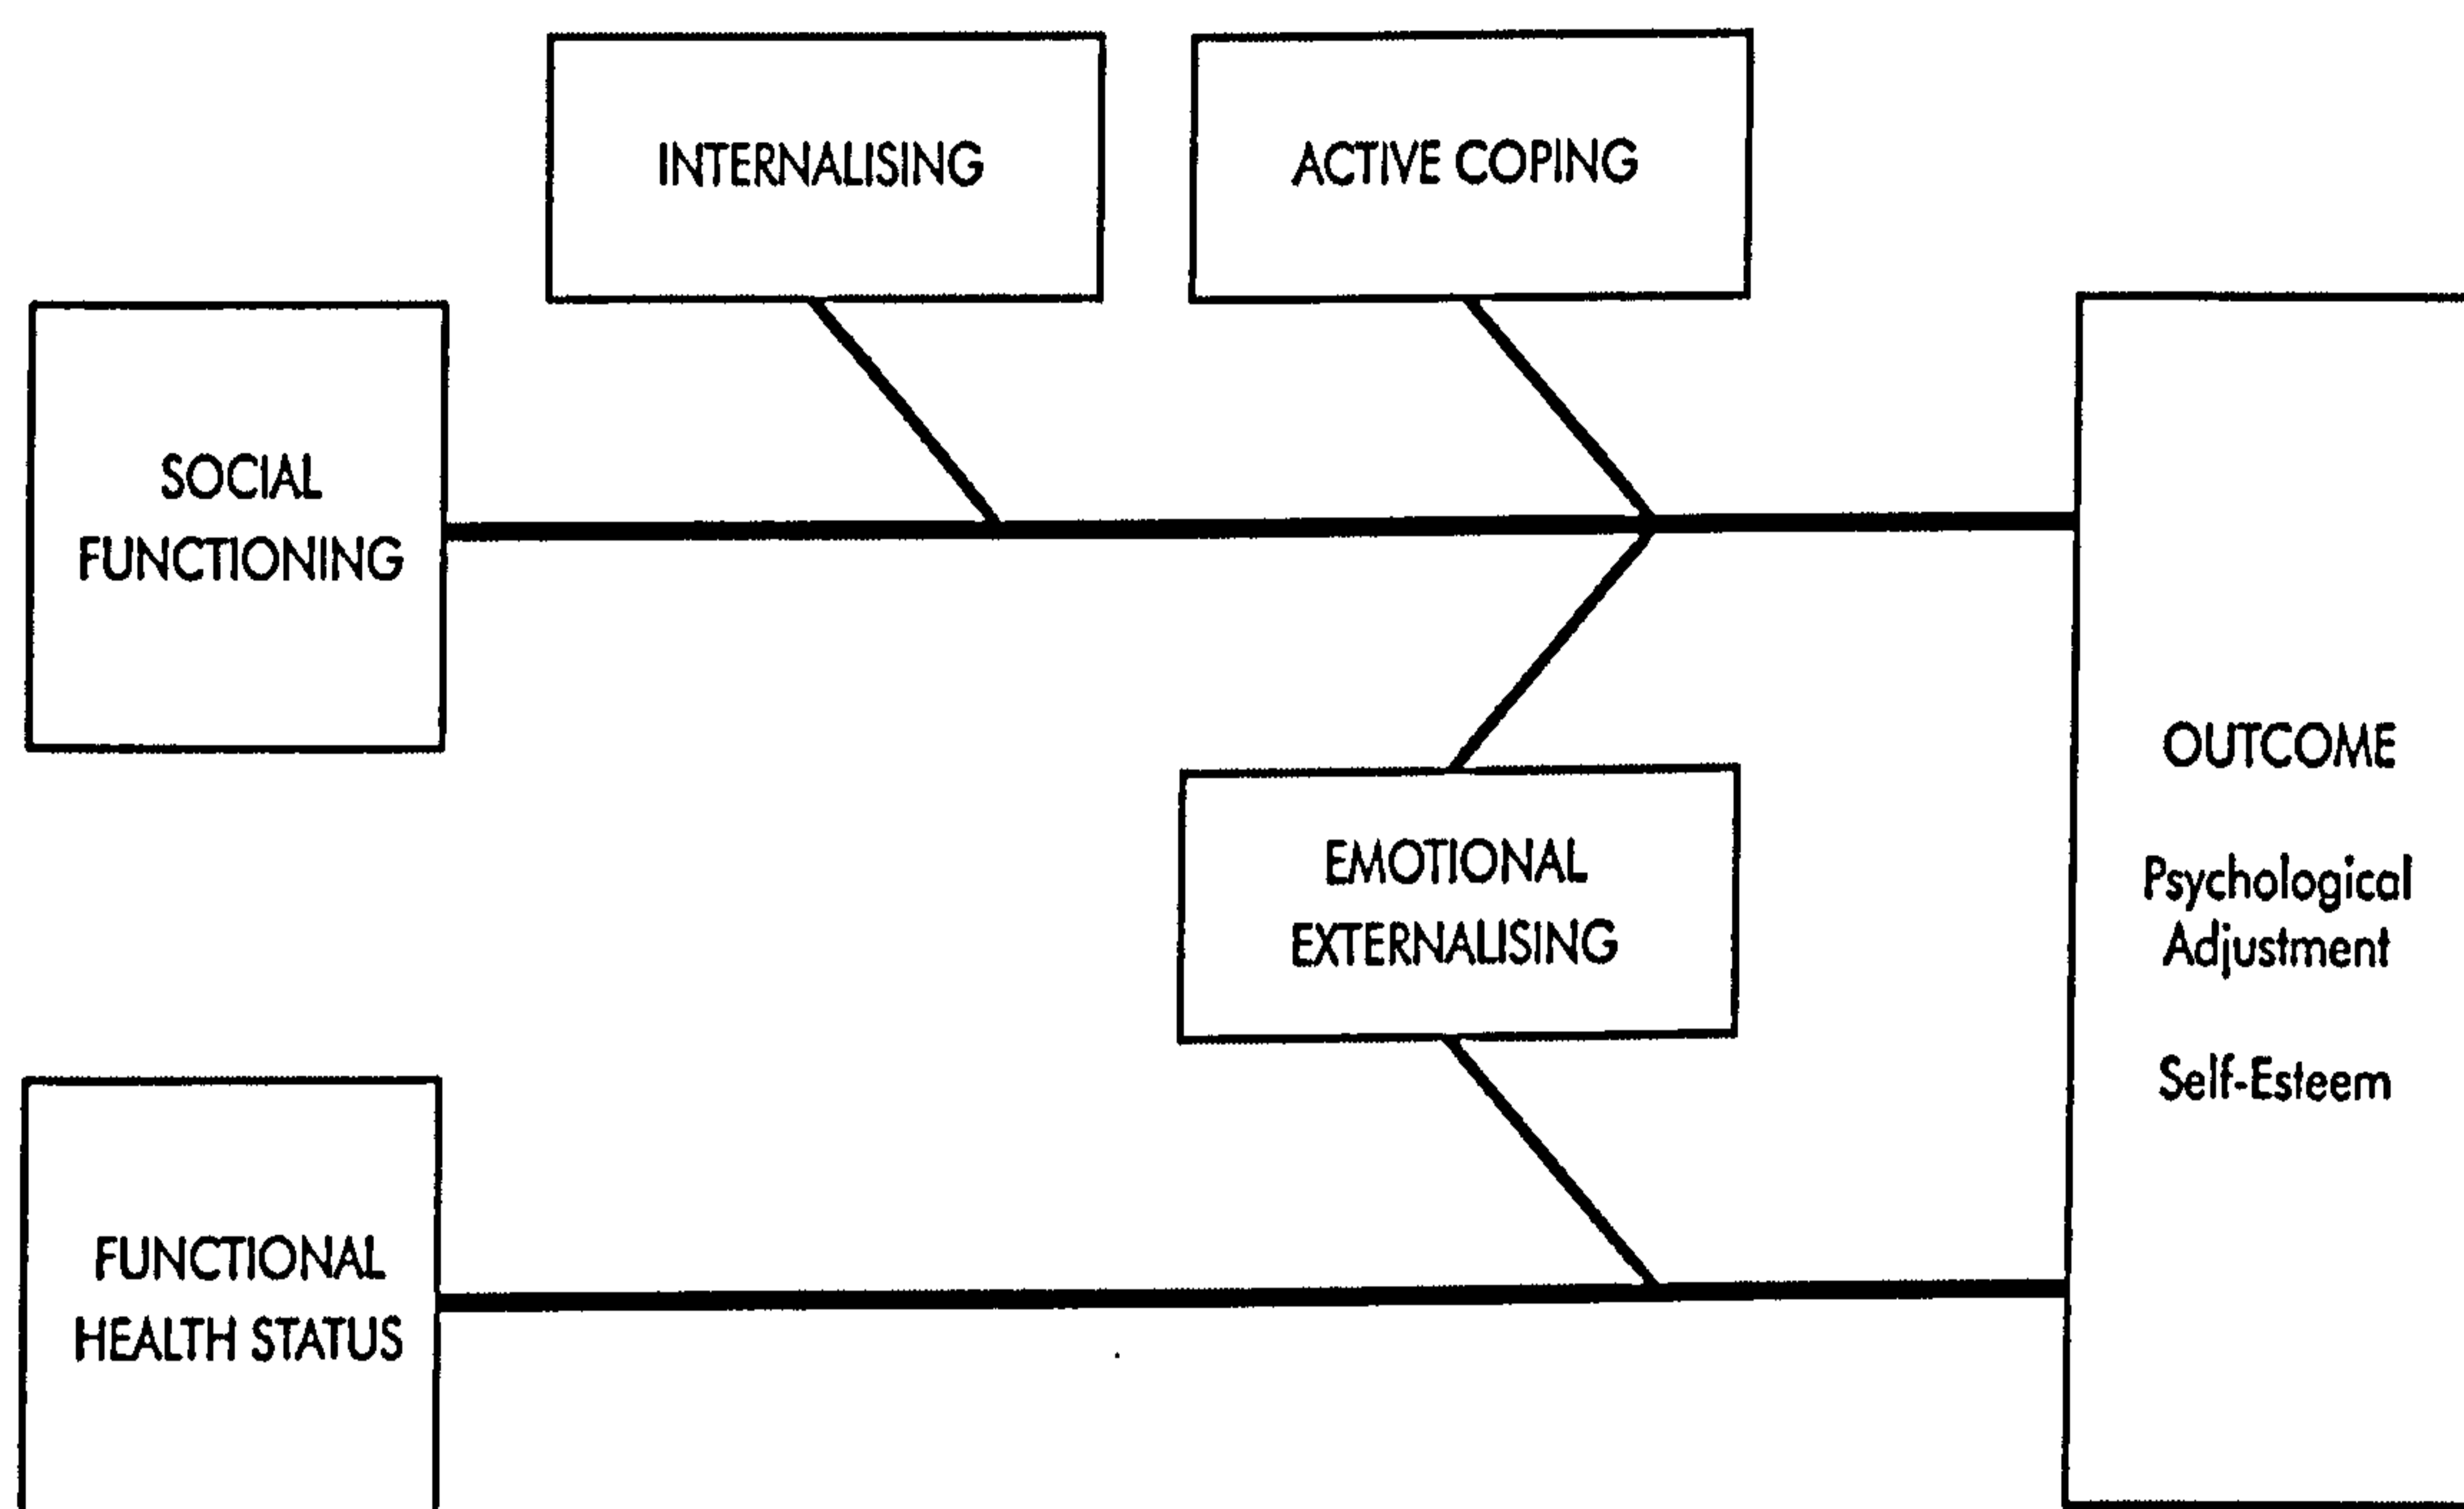 INTERNALISING
ACTIVE COPING
SOCIAL
FUNCTIONING
EMOTIONAL
EXTERNALISING
OUTCOME
Psychological
Adjustment
Self-Esteem
FUNCTIONAL
HEALTH STATUS